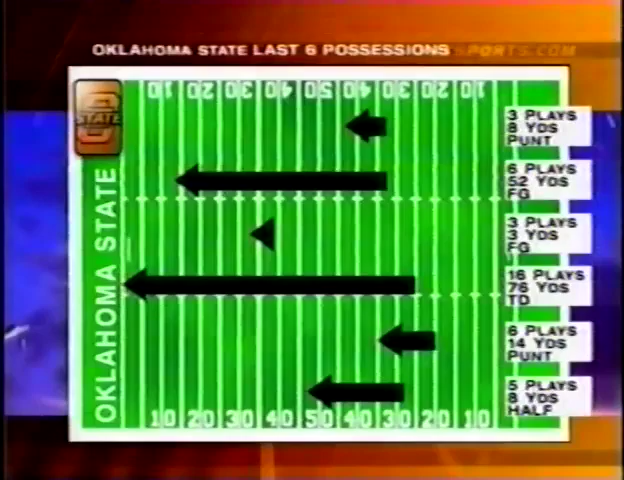 OKLAHOMA STATE LAST 6 POSSESSIONS SPORTS.COM
10 20 30 40 50 40 30 20 10
STATE
3 PLAYS
8 YDS
PUNT
6 PLAYS
52 YDS
FG
3 PLAYS
3 YDS
FG
16 PLAYS
76 YDS
TD
6 PLAYS
14 YDS
PUNT
5 PLAYS
8 YDS
HALF
OKLAHOMA STATE
10 20 30 40 50 40 30 20 10